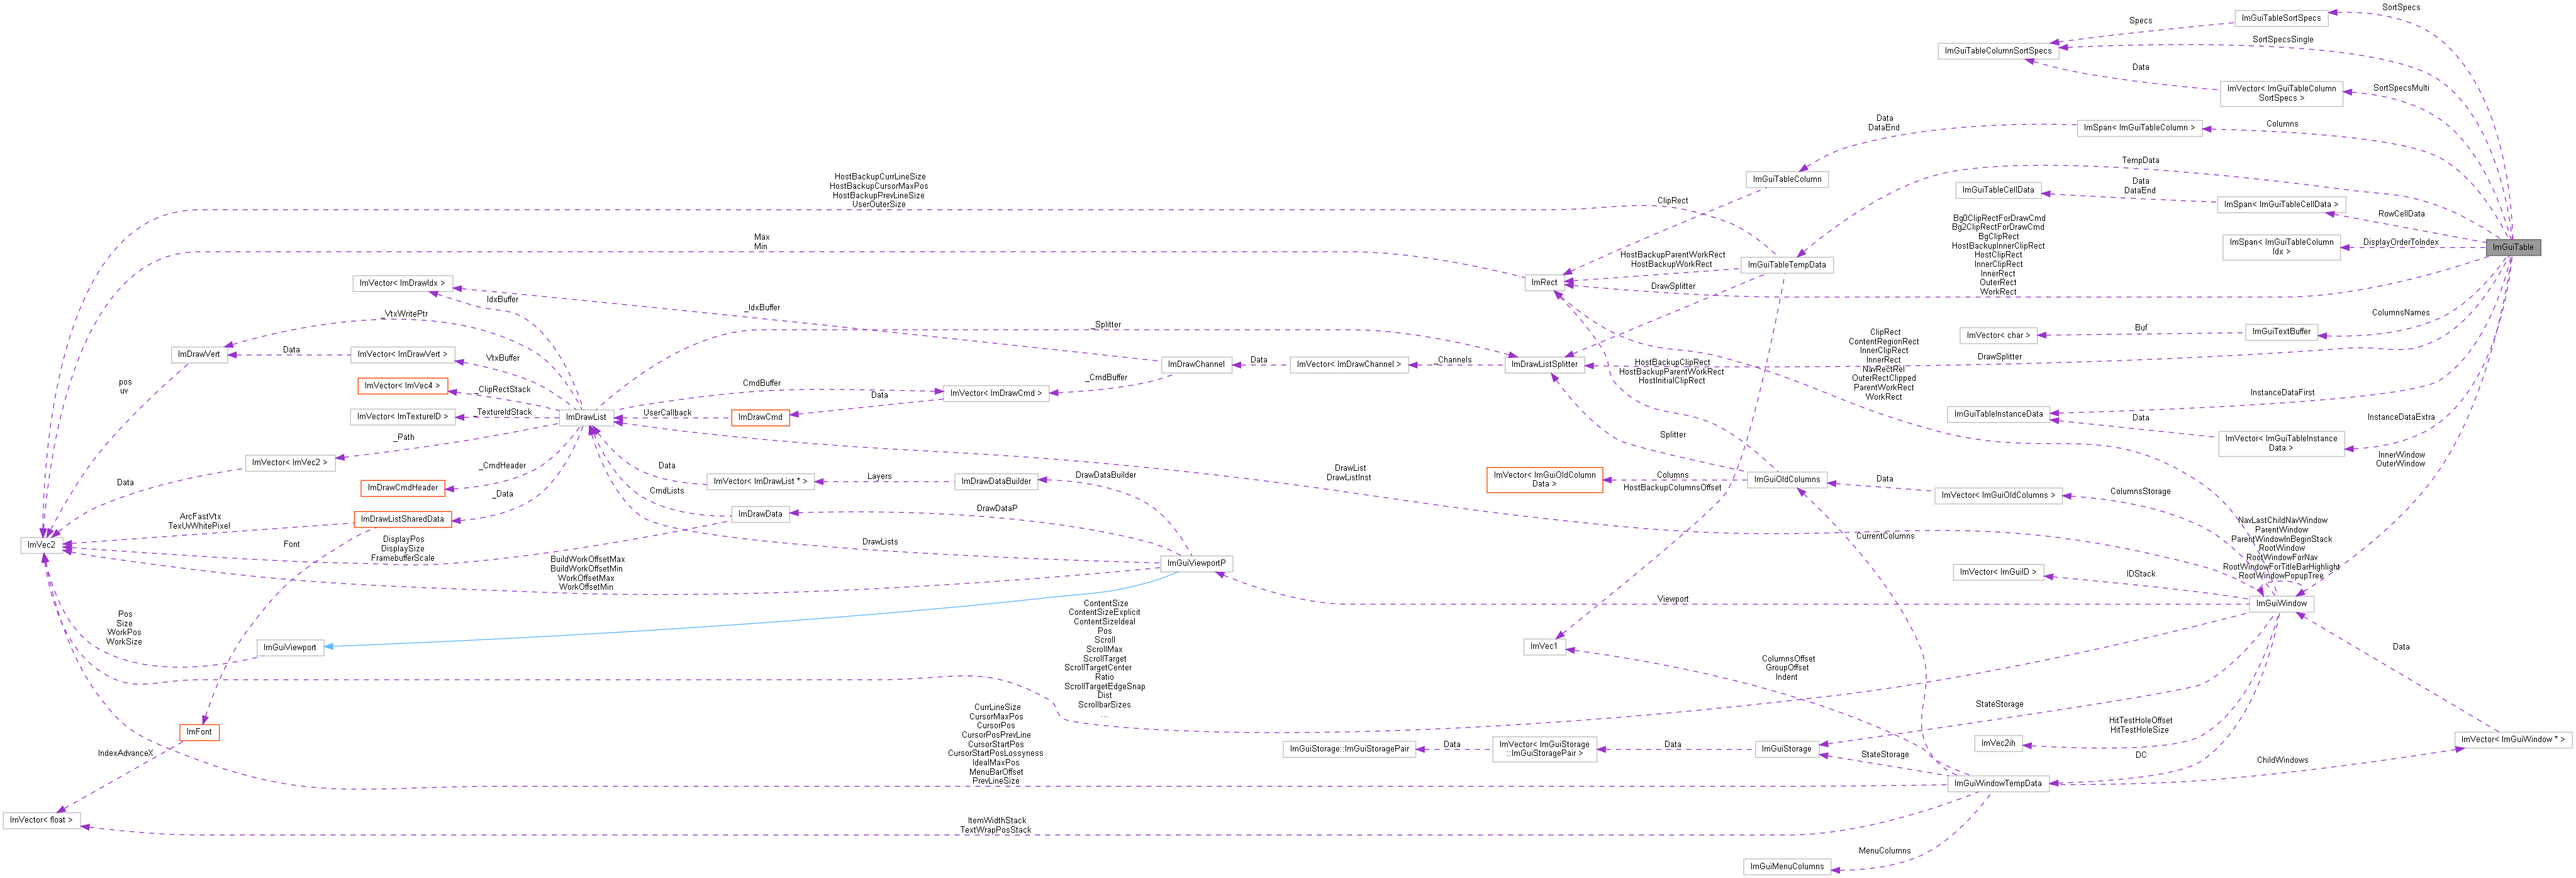 SortSpecs
ImGuiTableSortSpecs
Specs
SortSpecsSingle
ImGuiTableColumnSortSpecs
Data
ImVector< ImGuiTableColumn
SortSpecs >
SortSpecsMulti
Data
DataEnd
ImSpan< ImGuiTableColumn >
Columns
TempData
ImGuiTableColumn
HostBackupCurrLineSize
HostBackupCursorMaxPos
HostBackupPrevLineSize
UserOuterSize
ClipRect
ImGuiTableCellData
Data
DataEnd
ImSpan< ImGuiTableCellData >
RowCellData
Bg0ClipRectForDrawCmd
Bg2ClipRectForDrawCmd
BgClipRect
HostBackupInnerClipRect
HostClipRect
InnerClipRect
InnerRect
OuterRect
WorkRect
ImSpan< ImGuiTableColumn
Idx >
DisplayOrderToIndex
ImGuiTable
Max
Min
HostBackupParentWorkRect
HostBackupWorkRect
ImGuiTableTempData
ImRect
DrawSplitter
ImVector< ImDrawIdx >
IdxBuffer
_IdxBuffer
_VtxWritePtr
_Splitter
ColumnsNames
ImVector< char >
Buf
ImGuiTextBuffer
ImDrawVert
Data
ImVector< ImDrawVert >
VtxBuffer
ImDrawChannel
Data
ImVector< ImDrawChannel >
_Channels
ImDrawListSplitter
ClipRect
ContentRegionRect
InnerClipRect
InnerRect
NavRectRel
OuterRectClipped
ParentWorkRect
WorkRect
DrawSplitter
HostBackupClipRect
HostBackupParentWorkRect
HostInitialClipRect
pos
uv
ImVector< ImVec4 >
_ClipRectStack
CmdBuffer
_CmdBuffer
ImVector< ImDrawCmd >
Data
InstanceDataFirst
ImVector< ImTextureID >
_TextureIdStack
ImDrawList
UserCallback
ImDrawCmd
ImGuiTableInstanceData
Data
InstanceDataExtra
ImVector< ImGuiTableInstance
Data >
_Path
Splitter
InnerWindow
OuterWindow
ImVector< ImVec2 >
_CmdHeader
Data
DrawList
DrawListInst
ImDrawCmdHeader
Data
CmdLists
ImVector< ImDrawList * >
Layers
ImDrawDataBuilder
DrawDataBuilder
ImVector< ImGuiOldColumn
Data >
Columns
HostBackupColumnsOffset
ImGuiOldColumns
Data
ImVector< ImGuiOldColumns >
ColumnsStorage
_Data
ImDrawListSharedData
ArcFastVtx
TexUvWhitePixel
ImDrawData
DrawDataP
ImVec2
Font
DisplayPos
DisplaySize
FramebufferScale
DrawLists
CurrentColumns
NavLastChildNavWindow
ParentWindow
ParentWindowInBeginStack
RootWindow
RootWindowForNav
RootWindowForTitleBarHighlight
RootWindowPopupTree
BuildWorkOffsetMax
BuildWorkOffsetMin
WorkOffsetMax
WorkOffsetMin
ImGuiViewportP
ImVector< ImGuiID >
IDStack
ImGuiWindow
Viewport
Pos
Size
WorkPos
WorkSize
ImGuiViewport
ContentSize
ContentSizeExplicit
ContentSizeIdeal
Pos
Scroll
ScrollMax
ScrollTarget
ScrollTargetCenter
Ratio
ScrollTargetEdgeSnap
Dist
ScrollbarSizes
...
ImVec1
ColumnsOffset
GroupOffset
Indent
Data
StateStorage
HitTestHoleOffset
HitTestHoleSize
ImFont
CurrLineSize
CursorMaxPos
CursorPos
CursorPosPrevLine
CursorStartPos
CursorStartPosLossyness
IdealMaxPos
MenuBarOffset
PrevLineSize
ImGuiStorage::ImGuiStoragePair
Data
ImVector< ImGuiStorage
::ImGuiStoragePair >
Data
ImGuiStorage
StateStorage
ImVec2ih
DC
ImVector< ImGuiWindow * >
IndexAdvanceX
ChildWindows
ImGuiWindowTempData
ImVector< float >
ItemWidthStack
TextWrapPosStack
MenuColumns
ImGuiMenuColumns